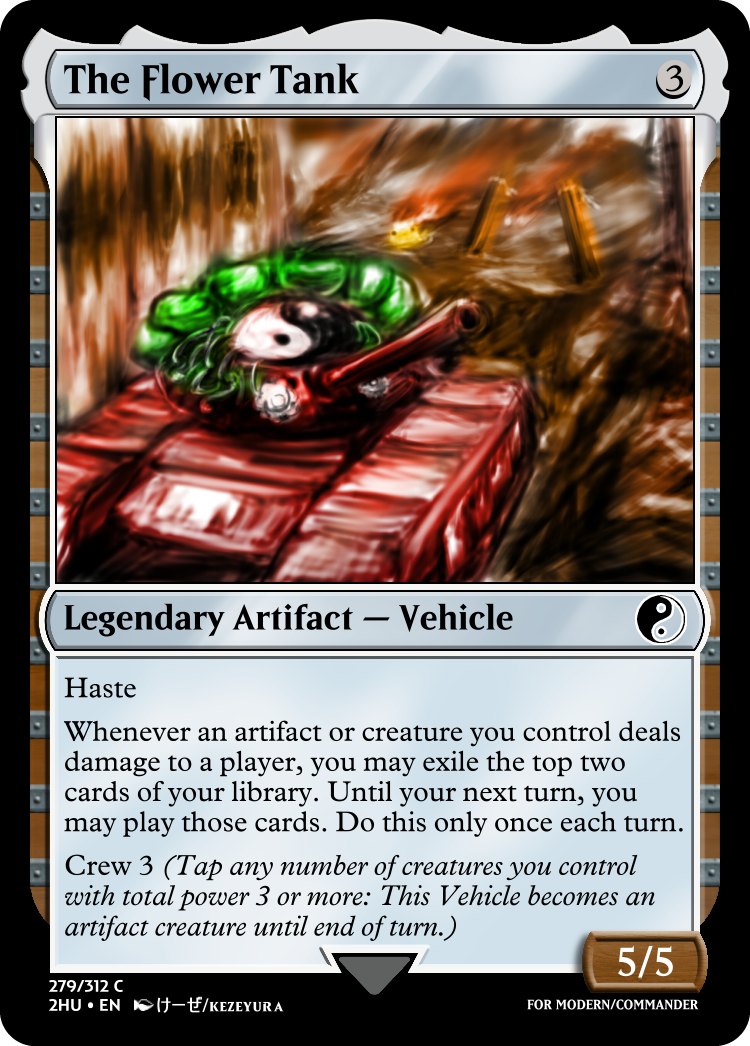 The Flower Tank
3
Legendary Artifact — Vehicle
Haste
Whenever an artifact or creature you control deals
damage to a player, you may exile the top two
cards of your library. Until your next turn, you
may play those cards. Do this only once each turn.
Crew 3 (Tap any number of creatures you control
with total power 3 or more: This Vehicle becomes an
artifact creature until end of turn.)
5/5
279/312 C
2HU • EN けーぜ/KEZEYURA
FOR MODERN/COMMANDER